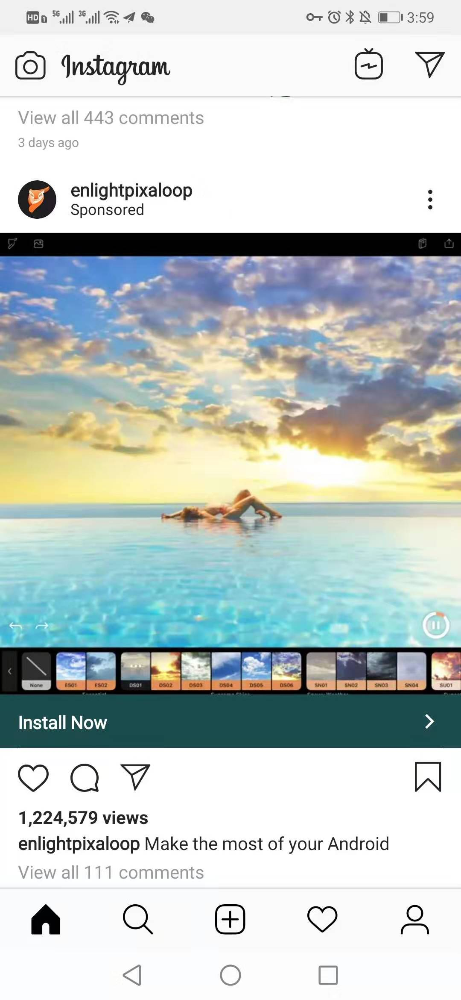 HD 1 5G 3G 3:59
Instagram
View all 443 comments
3 days ago
enlightpixaloop
Sponsored
None ES01 ES02 DS01 DS02 DS03 DS04 DS05 DS06 SN01 SN02 SN03 SN04 SU01
Install Now
1,224,579 views
enlightpixaloop Make the most of your Android
View all 111 comments